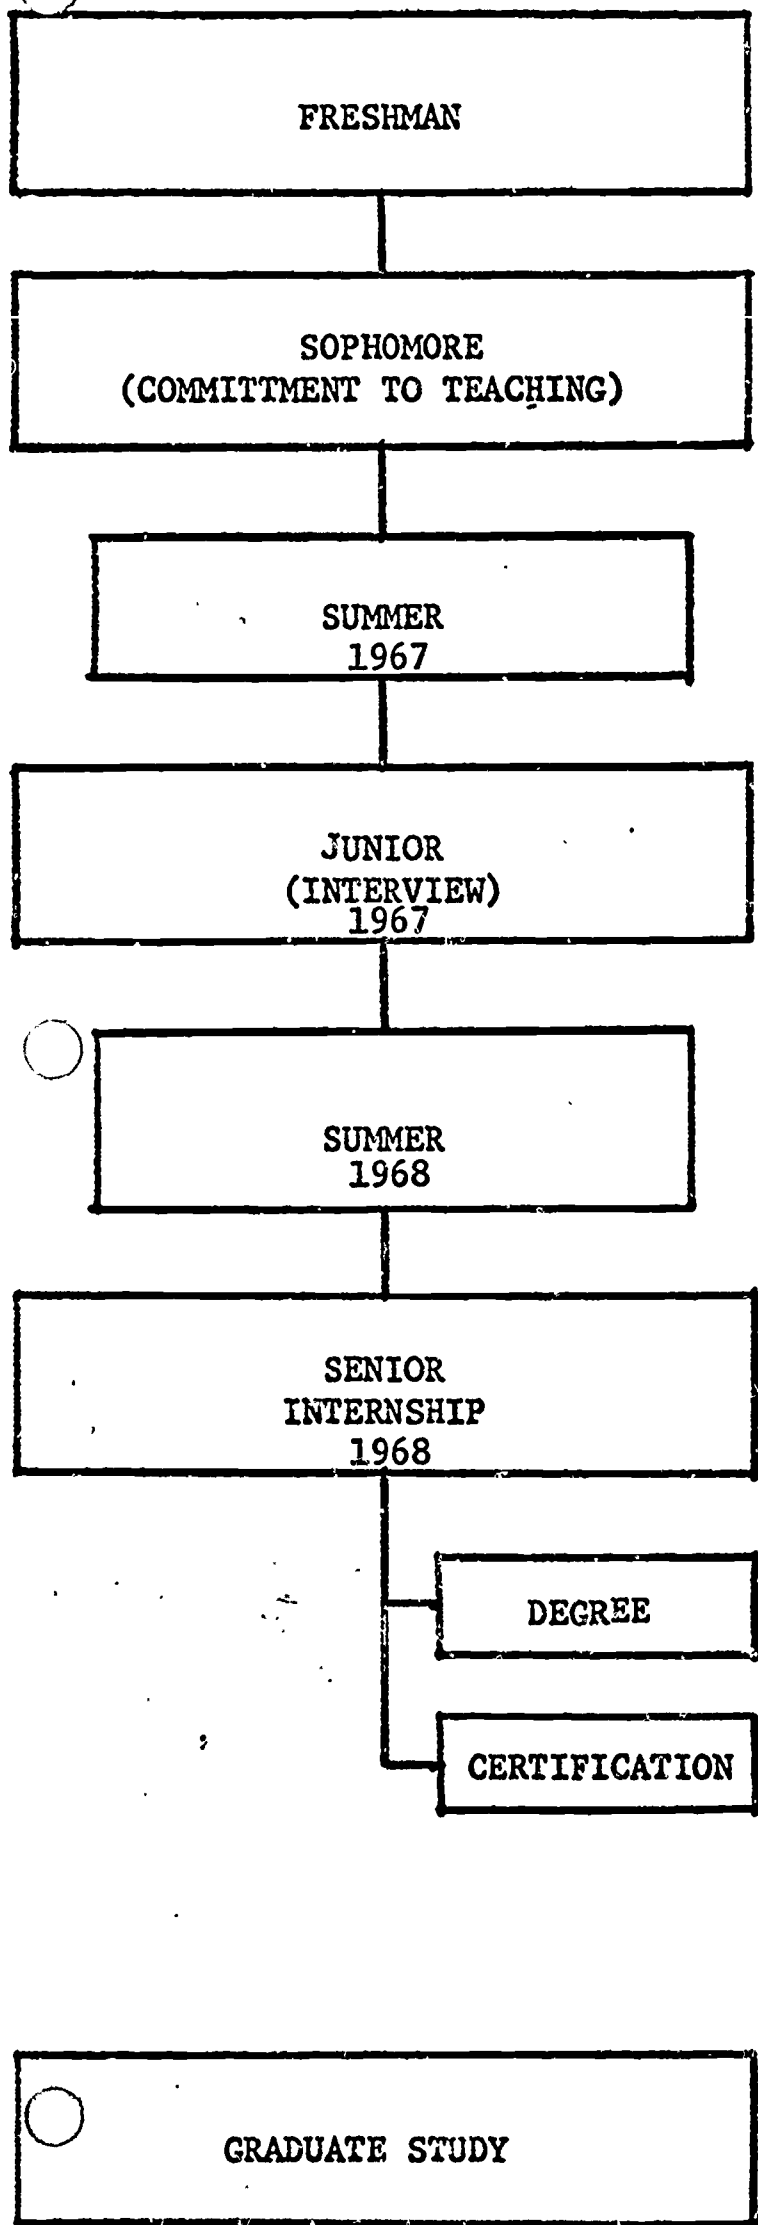 FRESHMAN
SOPHOMORE
(COMMITTMENT TO TEACHING)
SUMMER
1967
JUNIOR
(INTERVIEW)
1967
SUMMER
1968
SENIOR
INTERNSHIP
1968
DEGREE
CERTIFICATION
GRADUATE STUDY